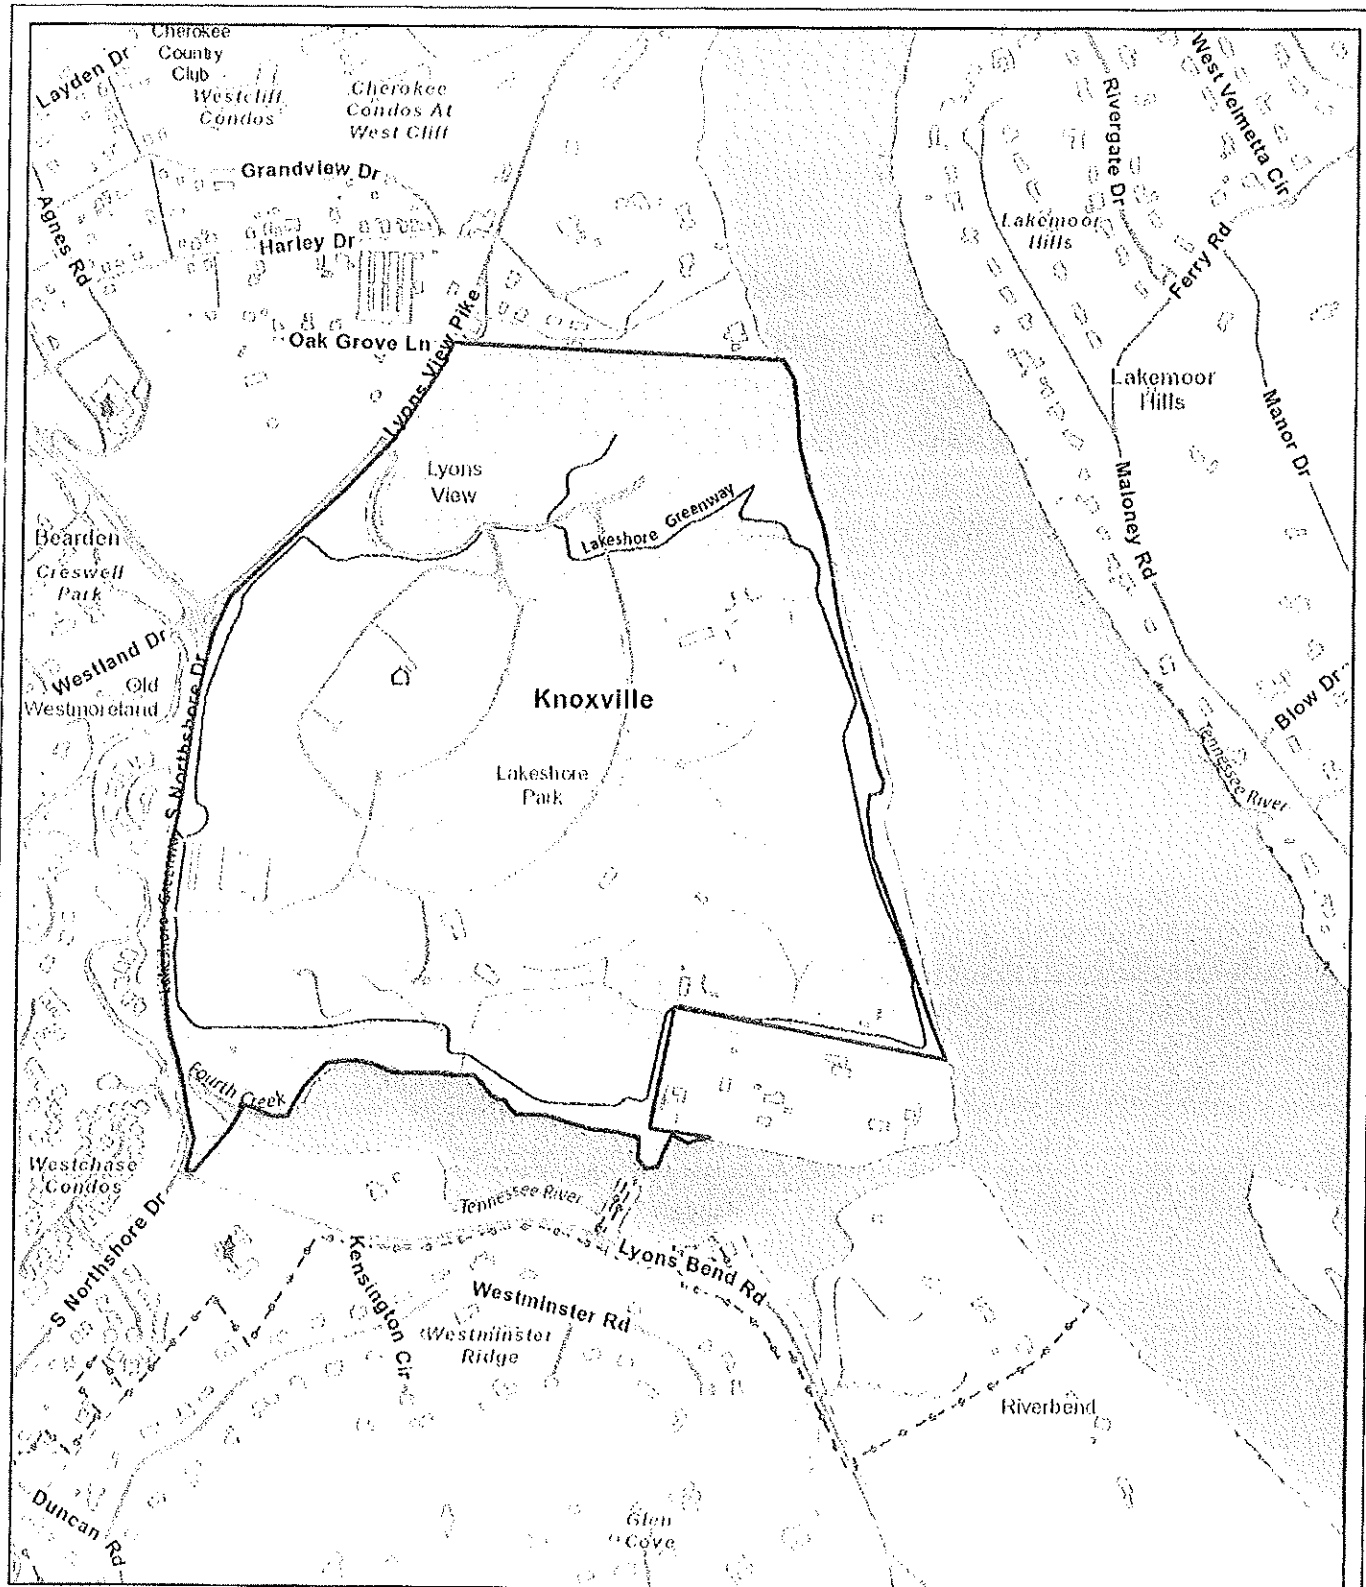 Cherokee
Country
Club
Layden Dr
Westcliff
Condos
Cherokee
Condos At
West Cliff
West Velmetta Cir
Rivergate Dr
Grandview Dr
Agnes Rd
Harley Dr
Lakemoor
Hills
Ferry Rd
Oak Grove Ln
Lyons View Pike
Lakemoor
Hills
Manor Dr
Lyons
View
Maloney Rd
Lakeshore Greenway
Bearden
Creswell
Park
Westland Dr
Old
Westmoreland
S Northshore Dr
Knoxville
Blow Dr
Tennessee River
Lakeshore
Park
Lakeshore Greenway
Fourth Creek
Westchase
Condos
Tennessee River
S Northshore Dr
Kensington Cir
Lyons Bend Rd
Westminster Rd
Westminster
Ridge
Riverbend
Duncan Rd
Glen
Cove